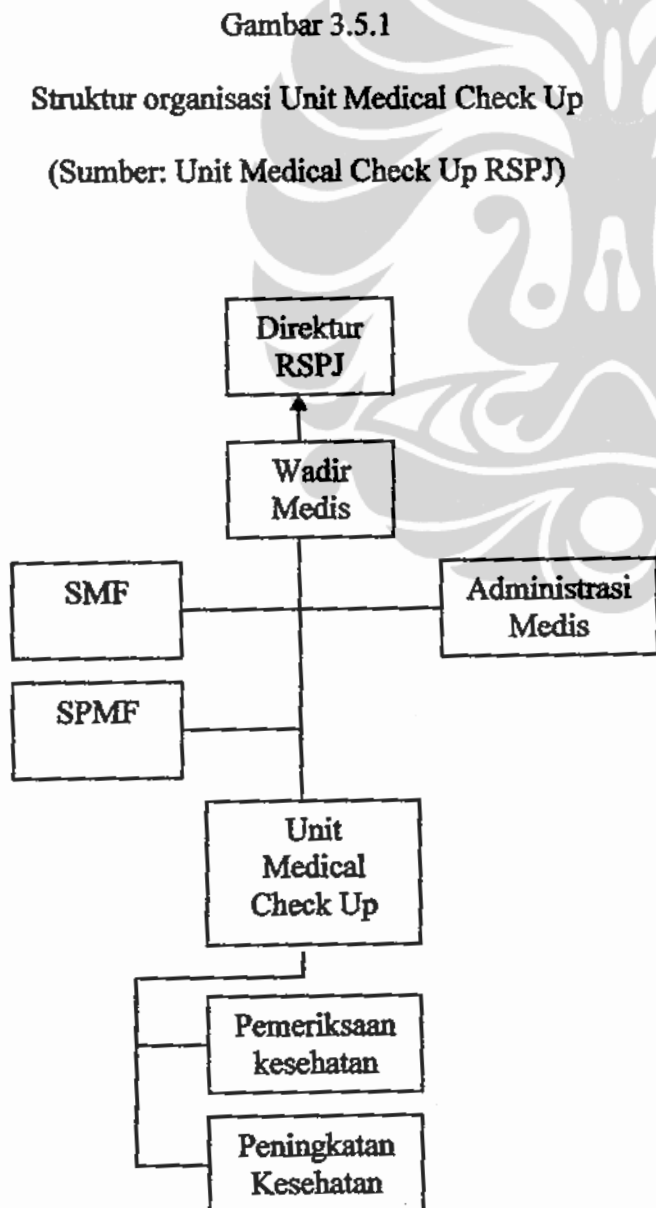 Gambar 3.5.1
Struktur organisasi Unit Medical Check Up
(Sumber: Unit Medical Check Up RSPJ)
Direktur
RSPJ
Wadir
Medis
SMF
Administrasi
Medis
SPMF
Unit
Medical
Check Up
Pemeriksaan
kesehatan
Peningkatan
Kesehatan